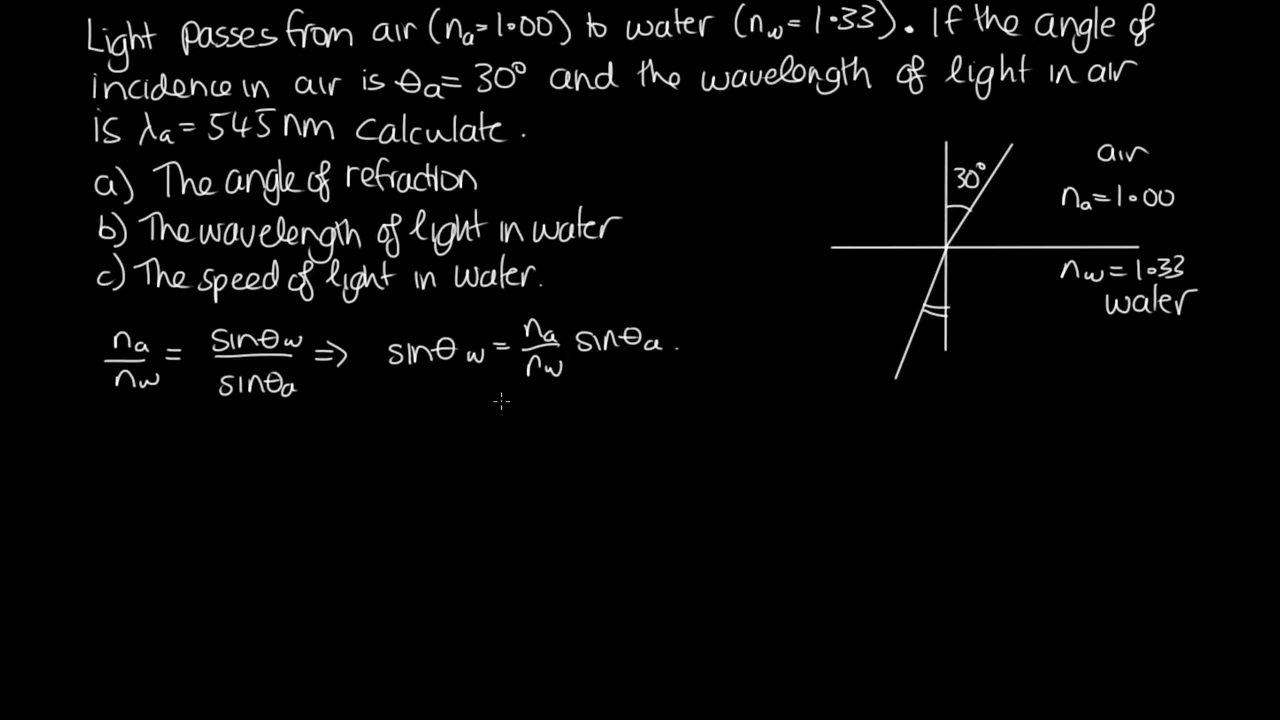 Light passes from air (nₐ=1.00) to water (n_w=1.33). If the angle of
incidence in air is θₐ= 30° and the wavelength of light in air
is λₐ= 545nm calculate.
a) The angle of refraction
b) The wavelength of light in water
c) The speed of light in water.
nₐ/n_w = sinθ_w/sinθₐ => sinθ_w = nₐ/n_w sinθₐ.
30°
air
nₐ=1.00
n_w=1.33
water